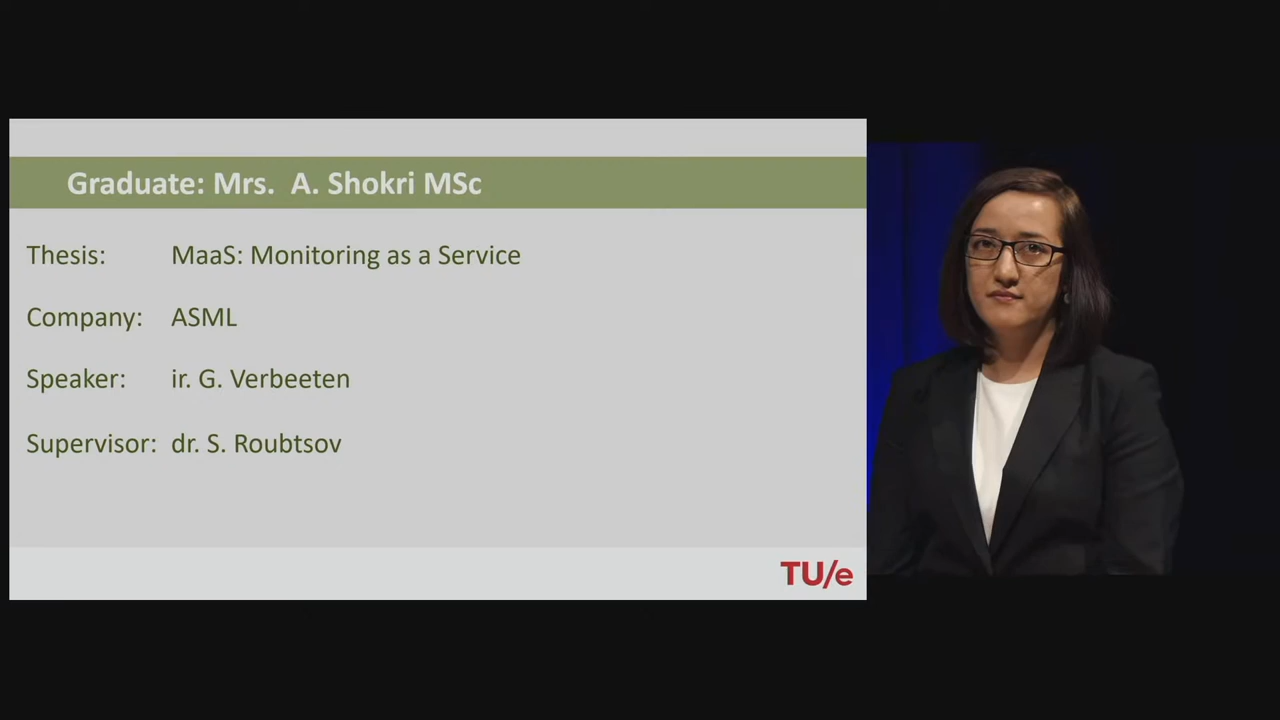 Graduate: Mrs. A. Shokri MSc
Thesis: MaaS: Monitoring as a Service
Company: ASML
Speaker: ir. G. Verbeeten
Supervisor: dr. S. Roubtsov
TU/e